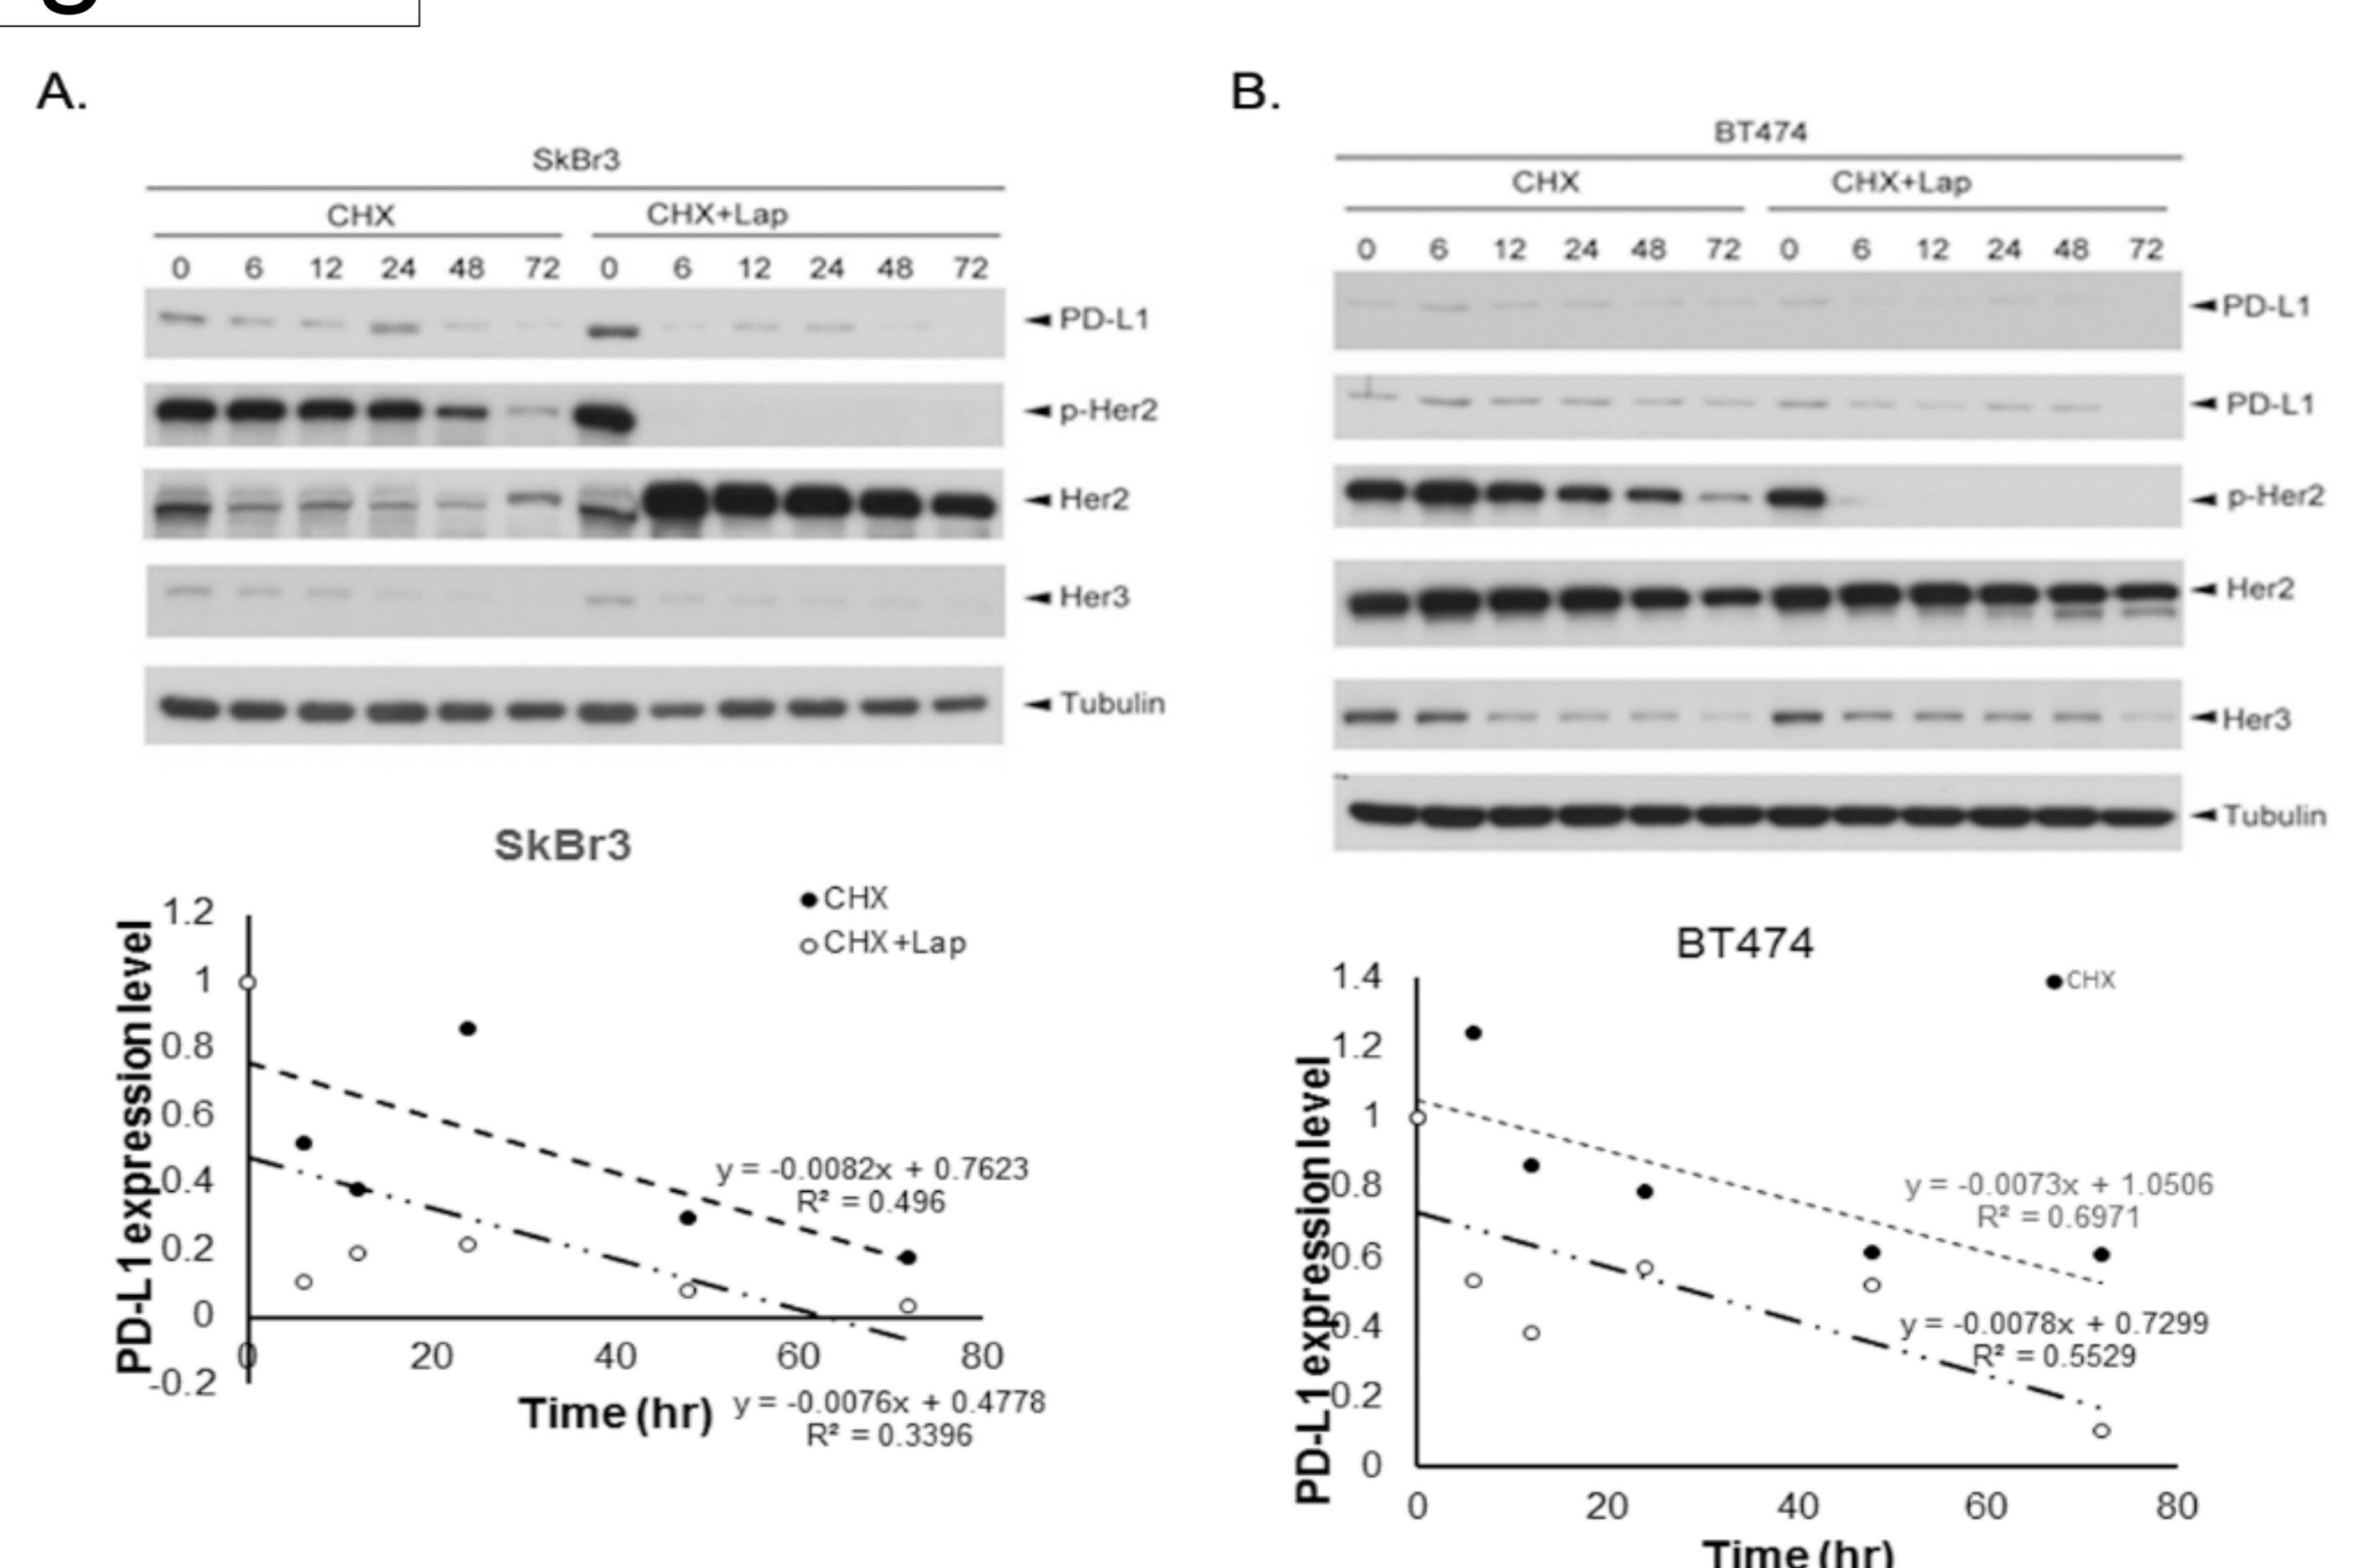 A.
SkBr3
CHX CHX+Lap
0 6 12 24 48 72 0 6 12 24 48 72
PD-L1
p-Her2
Her2
Her3
Tubulin
SkBr3
CHX
CHX+Lap
PD-L1 expression level
1.2
1
0.8
0.6
0.4
0.2
0
-0.2
0 20 40 60 80
y = -0.0082x + 0.7623
R² = 0.496
Time (hr)
y = -0.0076x + 0.4778
R² = 0.3396
B.
BT474
CHX CHX+Lap
0 6 12 24 48 72 0 6 12 24 48 72
PD-L1
PD-L1
p-Her2
Her2
Her3
Tubulin
BT474
CHX
PD-L1 expression level
1.4
1.2
1
0.8
0.6
0.4
0.2
0
y = -0.0073x + 1.0506
R² = 0.6971
y = -0.0078x + 0.7299
R² = 0.5529
0 20 40 60 80
Time (hr)